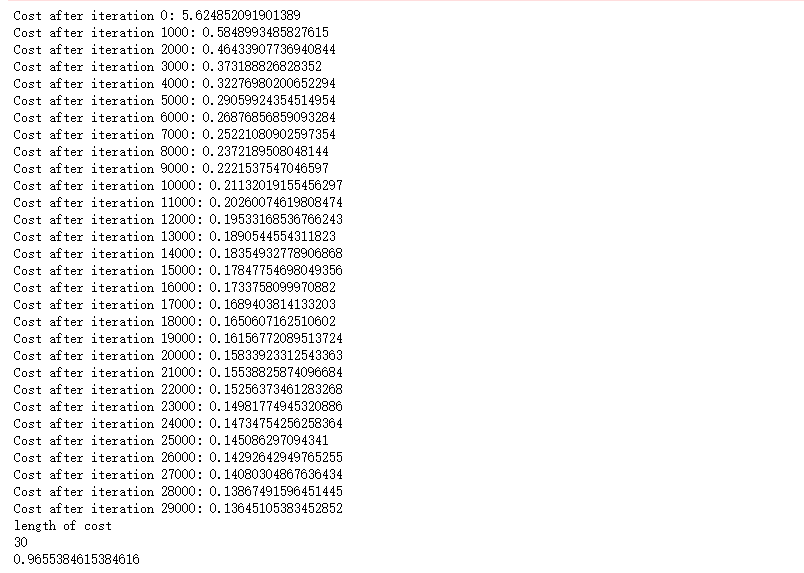 Cost after iteration 0: 5.624852091901389
Cost after iteration 1000: 0.5848993485827615
Cost after iteration 2000: 0.46433907736940844
Cost after iteration 3000: 0.373188826828352
Cost after iteration 4000: 0.32276980200652294
Cost after iteration 5000: 0.29059924354514954
Cost after iteration 6000: 0.26876856859093284
Cost after iteration 7000: 0.25221080902597354
Cost after iteration 8000: 0.2372189508048144
Cost after iteration 9000: 0.2221537547046597
Cost after iteration 10000: 0.21132019155456297
Cost after iteration 11000: 0.20260074619808474
Cost after iteration 12000: 0.19533168536766243
Cost after iteration 13000: 0.1890544554311823
Cost after iteration 14000: 0.18354932778906868
Cost after iteration 15000: 0.17847754698049356
Cost after iteration 16000: 0.1733758099970882
Cost after iteration 17000: 0.1689403814133203
Cost after iteration 18000: 0.1650607162510602
Cost after iteration 19000: 0.16156772089513724
Cost after iteration 20000: 0.15833923312543363
Cost after iteration 21000: 0.15538825874096684
Cost after iteration 22000: 0.15256373461283268
Cost after iteration 23000: 0.14981774945320886
Cost after iteration 24000: 0.14734754256258364
Cost after iteration 25000: 0.145086297094341
Cost after iteration 26000: 0.14292642949765255
Cost after iteration 27000: 0.14080304867636434
Cost after iteration 28000: 0.13867491596451445
Cost after iteration 29000: 0.13645105383452852
length of cost
30
0.9655384615384616